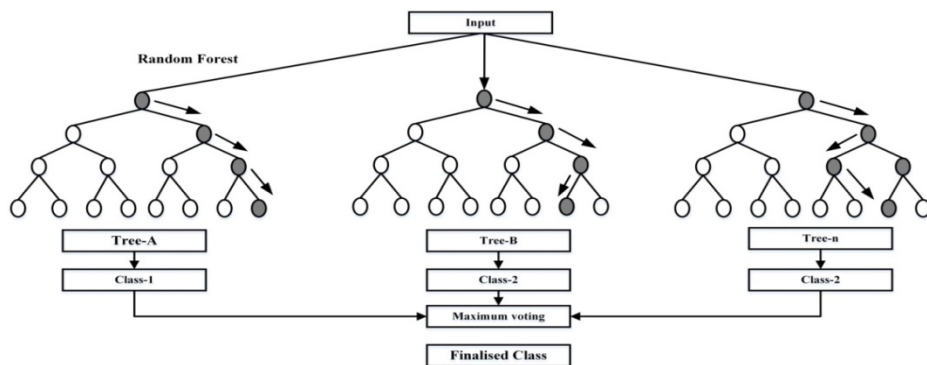 Input
Random Forest
Tree-A
Tree-B
Tree-n
Class-1
Class-2
Class-2
Maximum voting
Finalised Class